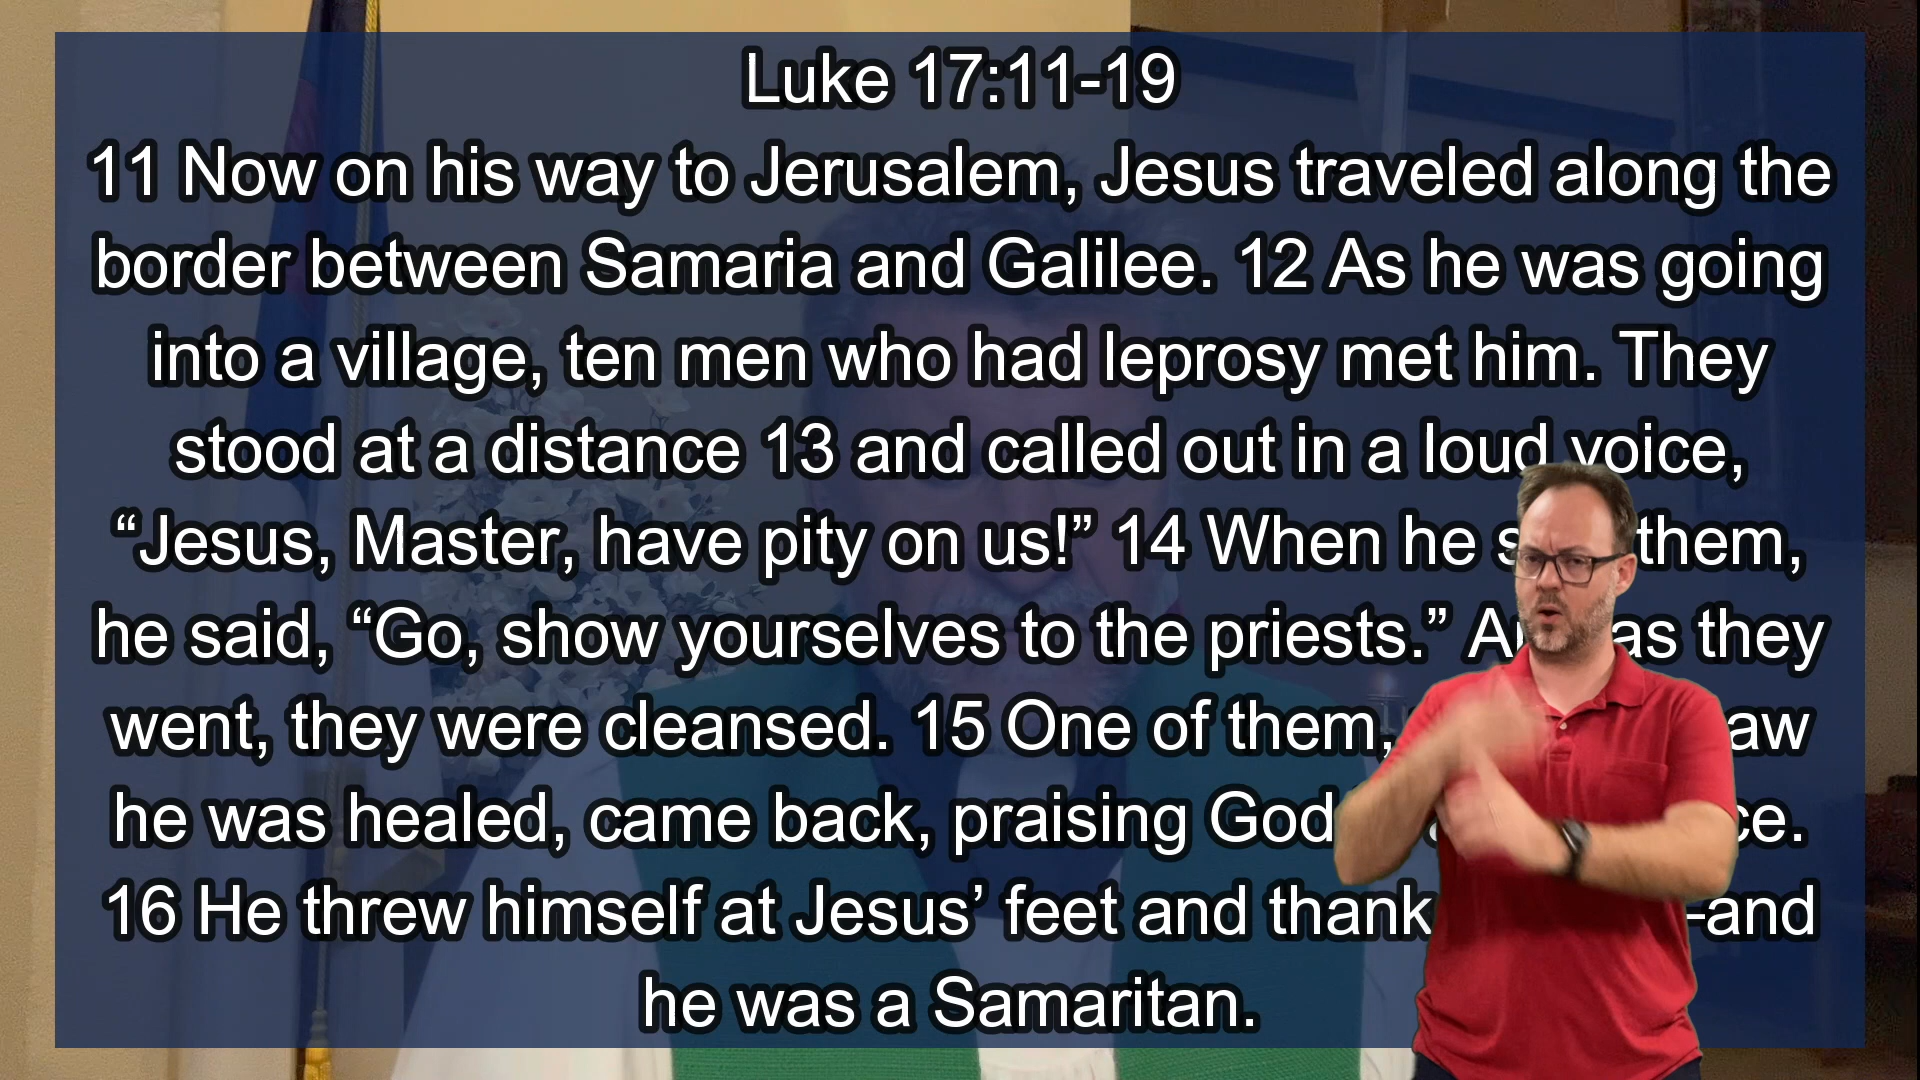 Luke 17:11-19
11 Now on his way to Jerusalem, Jesus traveled along the
border between Samaria and Galilee. 12 As he was going
into a village, ten men who had leprosy met him. They
stood at a distance 13 and called out in a loud voice,
“Jesus, Master, have pity on us!” 14 When he them,
he said, “Go, show yourselves to the priests.” as they
went, they were cleansed. 15 One of them,
he was healed, came back, praising God
16 He threw himself at Jesus’ feet and —and
he was a Samaritan.